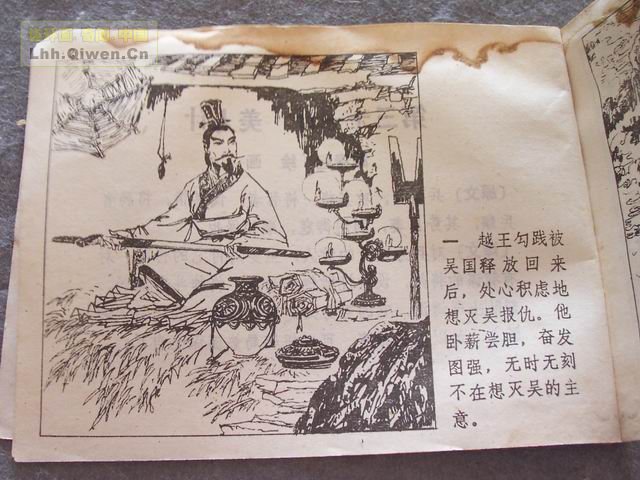 Lhh.Qiwen.Cn
一 越王勾践被
吴国释放回来
后，处心积虑地
想灭吴报仇。他
卧薪尝胆，奋发
图强，无时无刻
不在想灭吴的主
意。